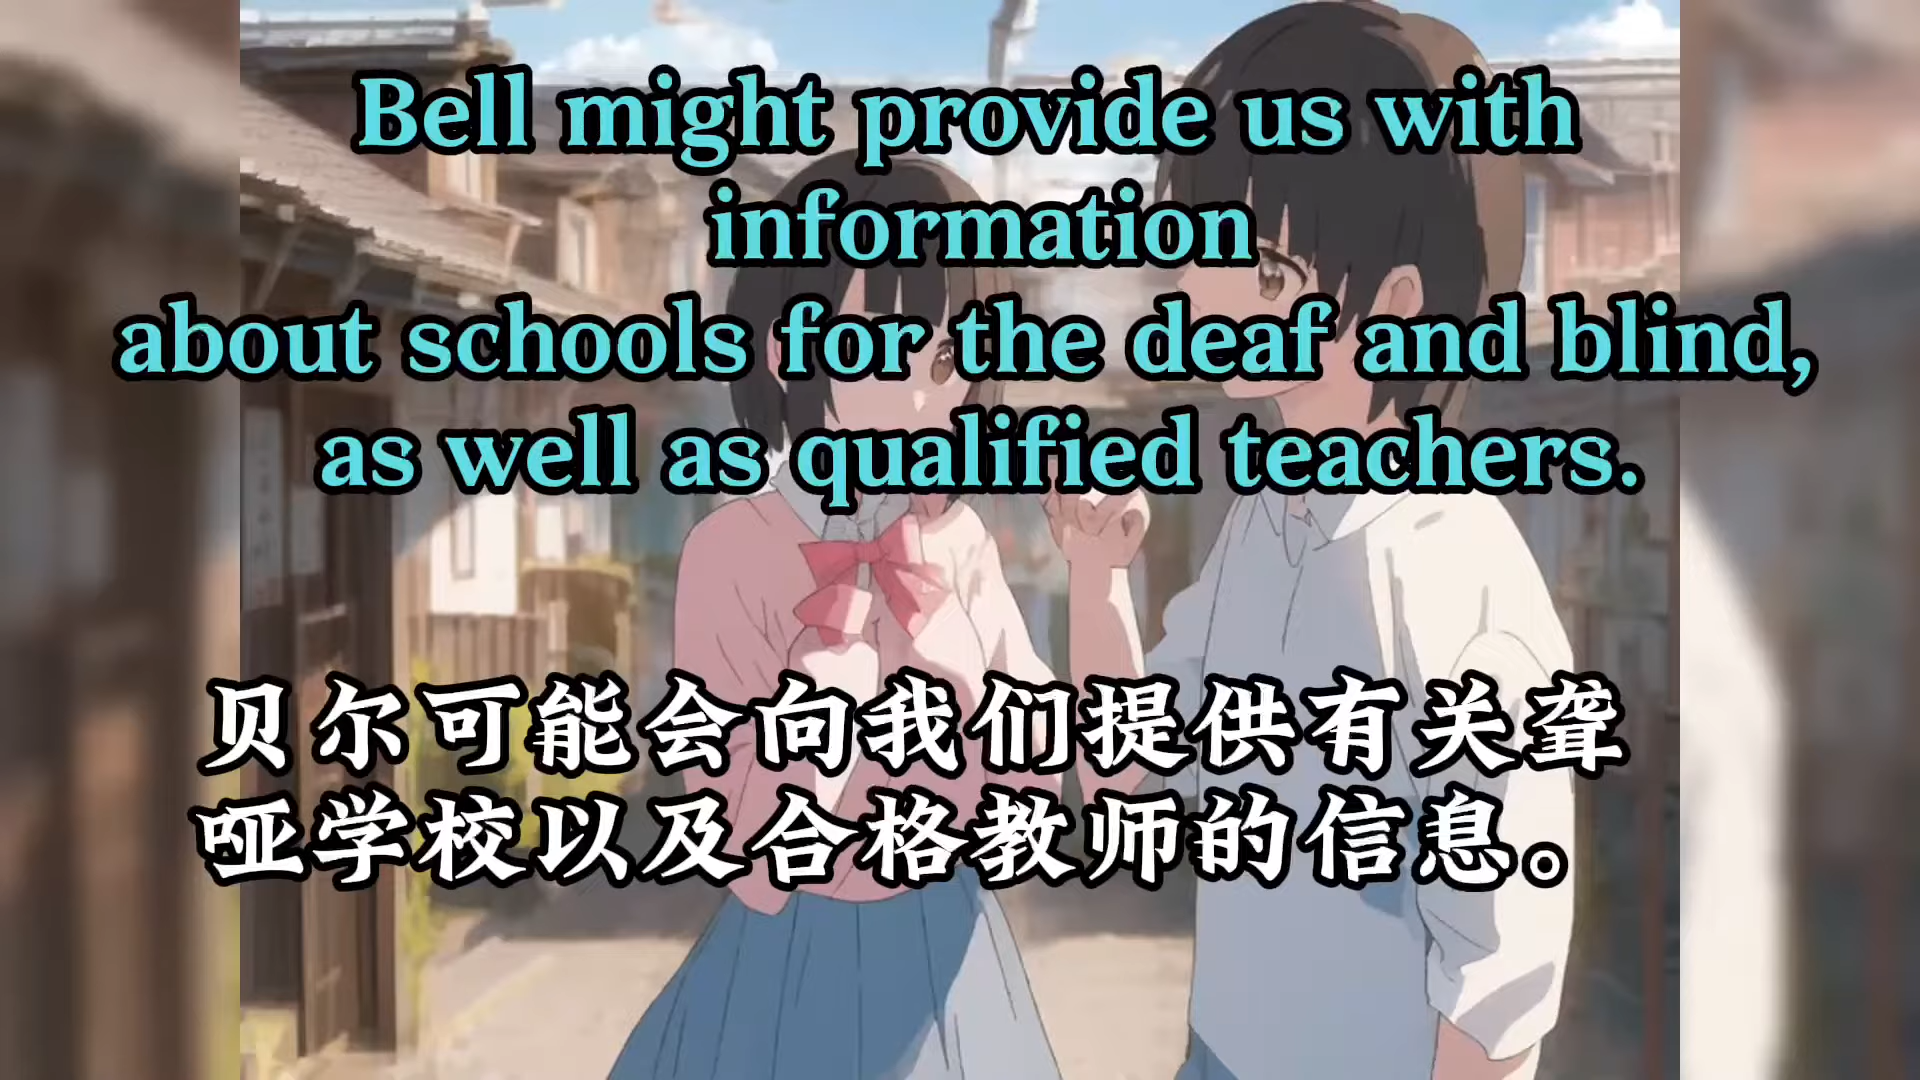 Bell might provide us with
information
about schools for the deaf and blind,
as well as qualified teachers.
贝尔可能会向我们提供有关聋
哑学校以及合格教师的信息。